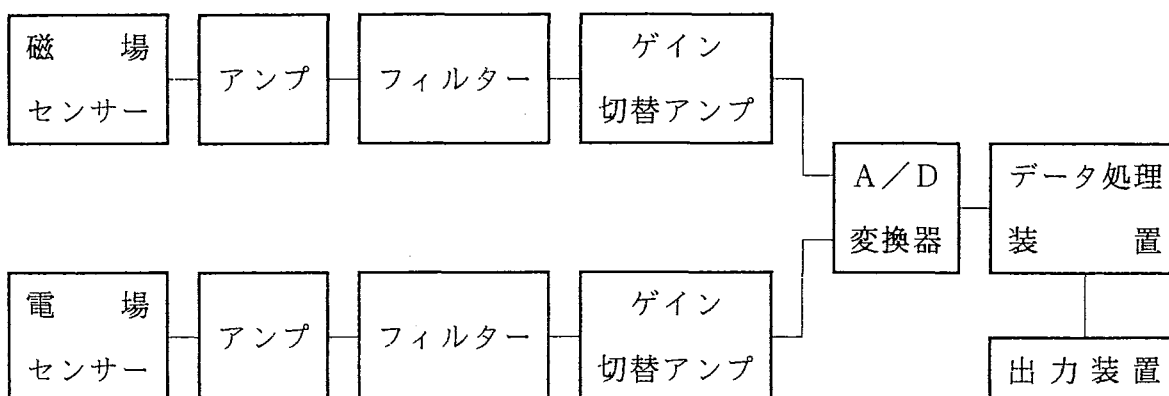 磁場
センサー
アンプ
フィルター
ゲイン
切替アンプ
A/D
変換器
データ処理
装置
電場
センサー
アンプ
フィルター
ゲイン
切替アンプ
出力装置